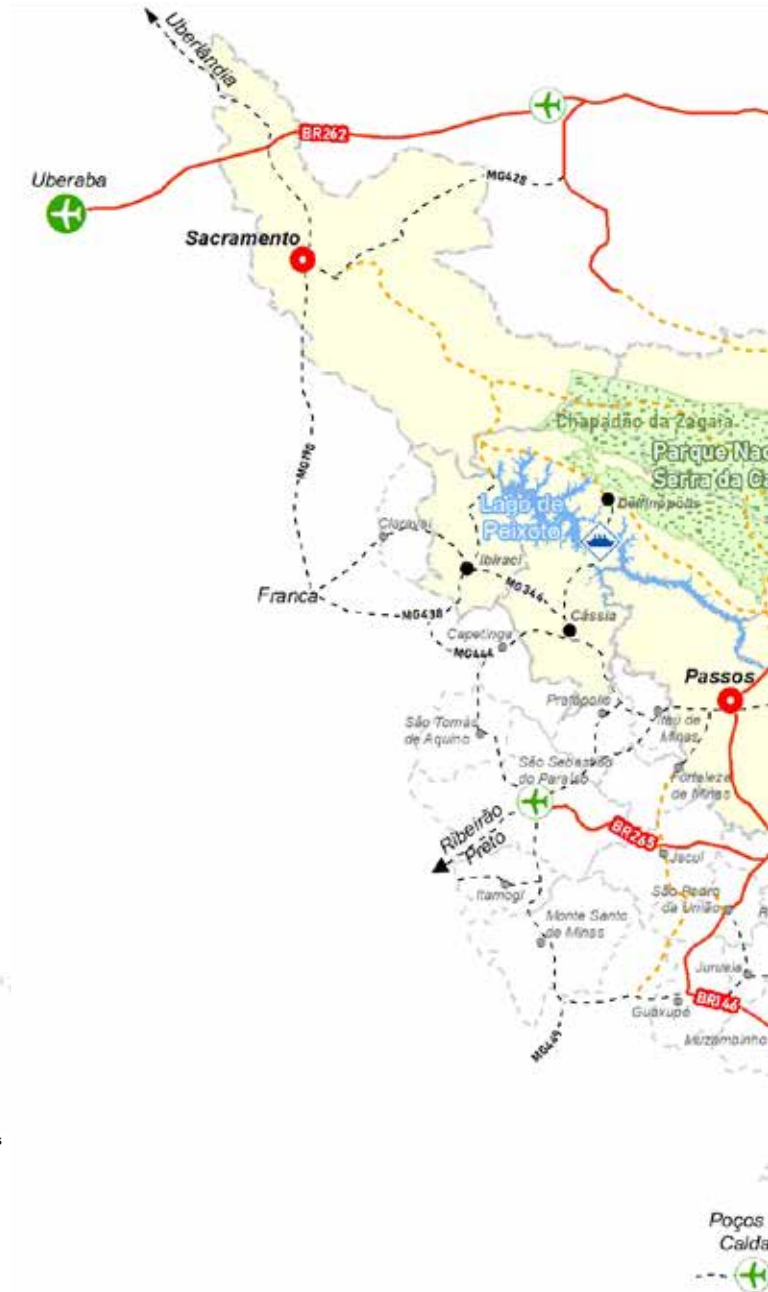 Uberlândia
BR262
Uberaba
MG428
Sacramento
Chapadão da Zagaia
Parque Nac
Serra da Ca
MG190
Lago de
Peixoto
Delfinópolis
Claraval
Ibiraci
MG344
Franca
MG438
Cássia
Capetinga
MG444
Passos
Pratápolis
São Tomás
de Aquino
Itaú de
Minas
São Sebastião
do Paraíso
Fortaleza
de Minas
Ribeirão
Preto
BR265
Jacuí
Itamogi
São Pedro
da União
R
Monte Santo
de Minas
Juruaia
BR146
Guaxupé
Muzambinho
MG449
s
Poços
Calda